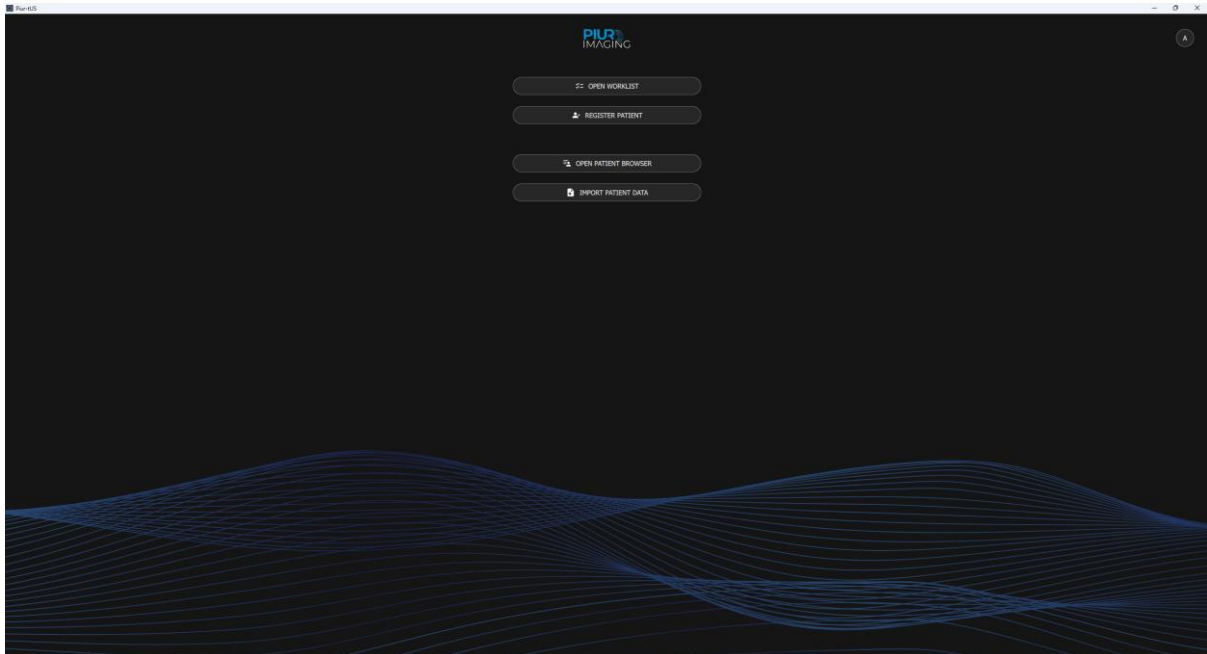 Piur-tUS
PIUR
IMAGING
A
OPEN WORKLIST
REGISTER PATIENT
OPEN PATIENT BROWSER
IMPORT PATIENT DATA